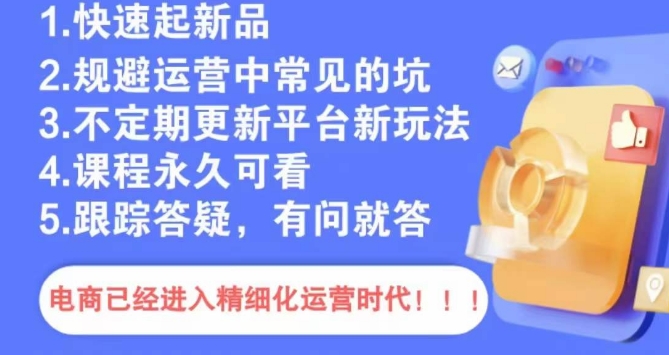 1.快速起新品
2.规避运营中常见的坑
3.不定期更新平台新玩法
4.课程永久可看
5.跟踪答疑，有问就答
电商已经进入精细化运营时代！！！